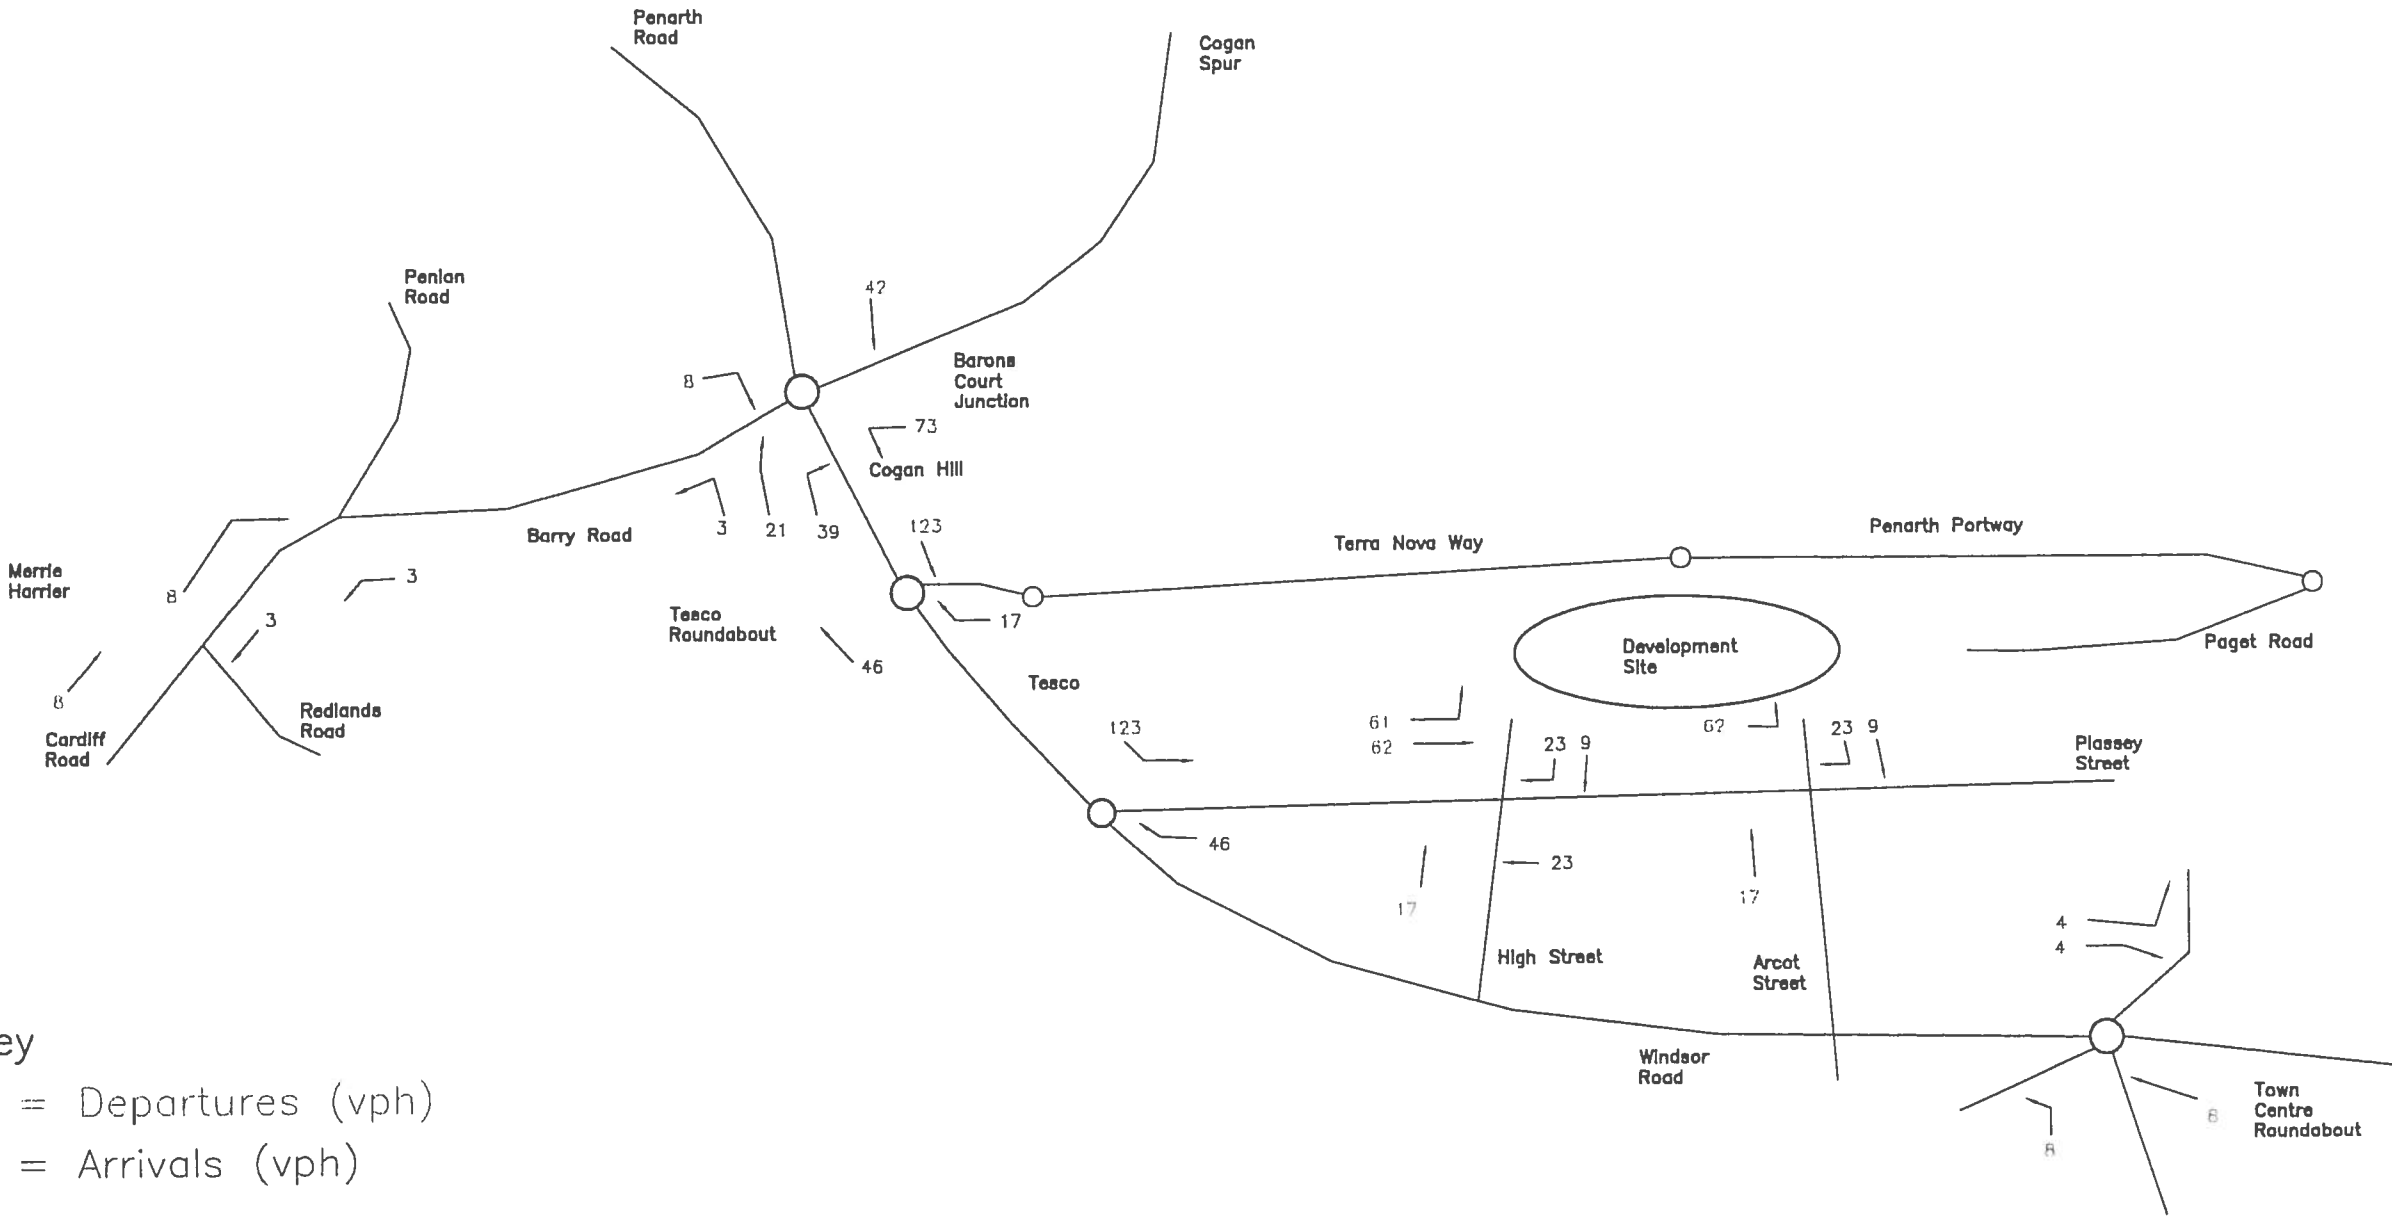 Penarth
Road
Cogan
Spur
Penlan
Road
42
Barons
Court
Junction
8
73
Cogan Hill
3
21
39
123
Barry Road
Terra Nova Way
Penarth Portway
Merrie
Harrier
8
3
3
Tesco
Roundabout
17
46
Development
Site
Paget Road
8
Cardiff
Road
Redlands
Road
Tesco
123
61
62
62
23 9
23 9
Plassey
Street
46
23
17
17
4
4
High Street
Arcot
Street
Windsor
Road
Town
Centre
Roundabout
8
8
ey
= Departures (vph)
= Arrivals (vph)